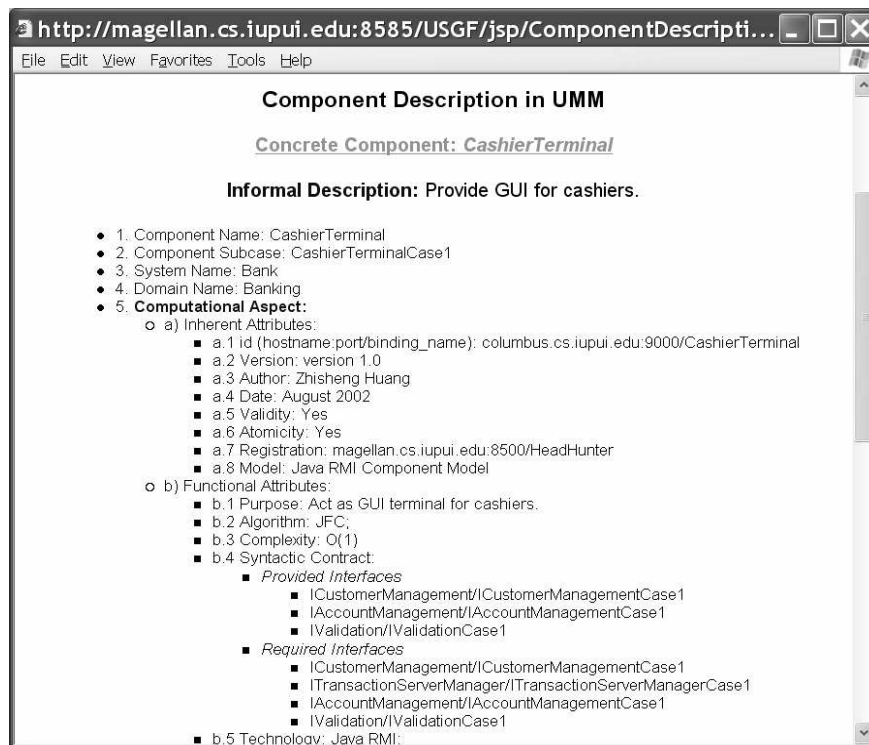 http://magellan.cs.iupui.edu:8585/USGF/jsp/ComponentDescripti...
File Edit View Favorites Tools Help
Component Description in UMM
Concrete Component: CashierTerminal
Informal Description: Provide GUI for cashiers.
1. Component Name: CashierTerminal
2. Component Subcase: CashierTerminalCase1
3. System Name: Bank
4. Domain Name: Banking
5. Computational Aspect:
a) Inherent Attributes:
a.1 id (hostname:port/binding_name): columbus.cs.iupui.edu:9000/CashierTerminal
a.2 Version: version 1.0
a.3 Author: Zhisheng Huang
a.4 Date: August 2002
a.5 Validity: Yes
a.6 Atomicity: Yes
a.7 Registration: magellan.cs.iupui.edu:8500/HeadHunter
a.8 Model: Java RMI Component Model
b) Functional Attributes:
b.1 Purpose: Act as GUI terminal for cashiers.
b.2 Algorithm: JFC;
b.3 Complexity: O(1)
b.4 Syntactic Contract:
Provided Interfaces
ICustomerManagement/ICustomerManagementCase1
IAccountManagement/IAccountManagementCase1
IValidation/IValidationCase1
Required Interfaces
ICustomerManagement/ICustomerManagementCase1
ITransactionServerManager/ITransactionServerManagerCase1
IAccountManagement/IAccountManagementCase1
IValidation/IValidationCase1
b.5 Technology: Java RMI;